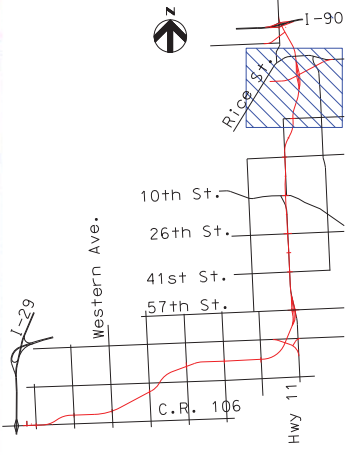 N
I-90
Rice St.
10th St.
26th St.
Western Ave.
41st St.
57th St.
I-29
C.R. 106
Hwy 11